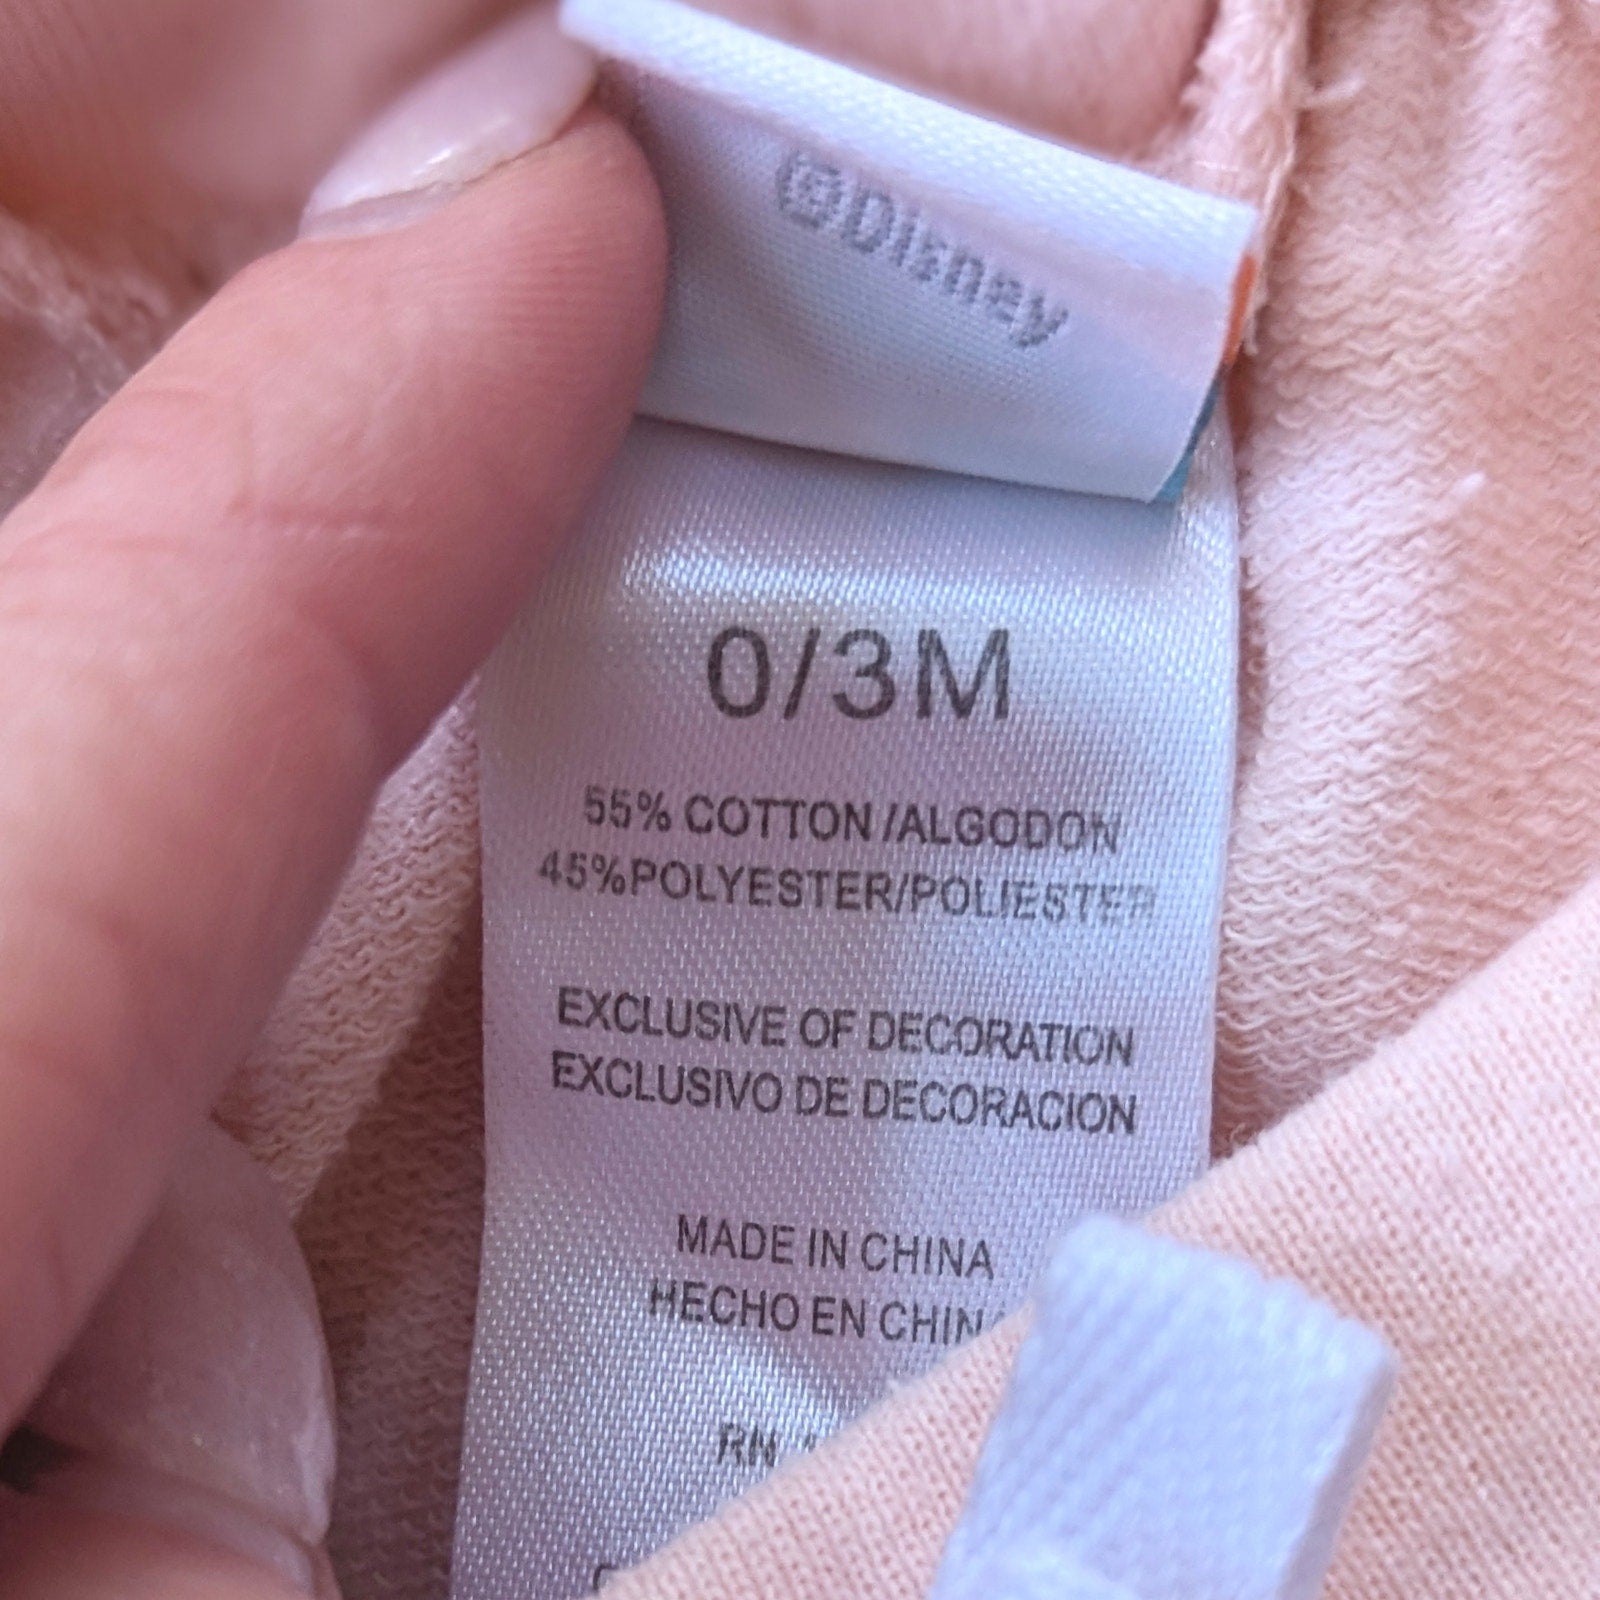 ©Disney
0/3M
55% COTTON/ALGODON
45%POLYESTER/POLIESTER
EXCLUSIVE OF DECORATION
EXCLUSIVO DE DECORACION
MADE IN CHINA
HECHO EN CHINA
RN